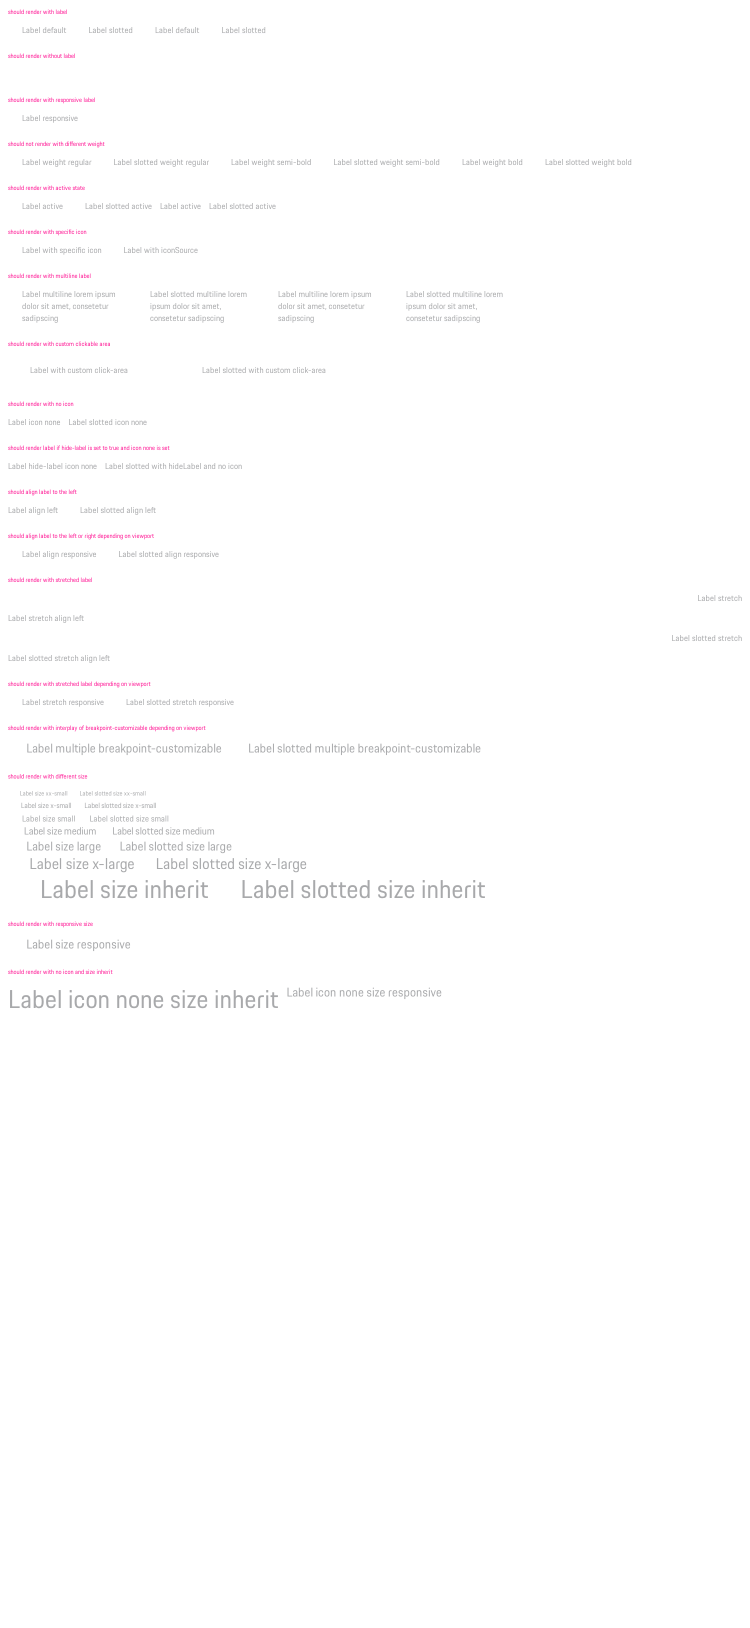 should render with label
Label default Label slotted Label default Label slotted
should render without label
should render with responsive label
Label responsive
should not render with different weight
Label weight regular Label slotted weight regular Label weight semi-bold Label slotted weight semi-bold Label weight bold Label slotted weight bold
should render with active state
Label active Label slotted active Label active Label slotted active
should render with specific icon
Label with specific icon Label with iconSource
should render with multiline label
Label multiline lorem ipsum Label slotted multiline lorem Label multiline lorem ipsum Label slotted multiline lorem
dolor sit amet, consetetur ipsum dolor sit amet, dolor sit amet, consetetur ipsum dolor sit amet,
sadipscing consetetur sadipscing sadipscing consetetur sadipscing
should render with custom clickable area
Label with custom click-area Label slotted with custom click-area
should render with no icon
Label icon none Label slotted icon none
should render label if hide-label is set to true and icon none is set
Label hide-label icon none Label slotted with hideLabel and no icon
should align label to the left
Label align left Label slotted align left
should align label to the left or right depending on viewport
Label align responsive Label slotted align responsive
should render with stretched label
Label stretch
Label stretch align left
Label slotted stretch
Label slotted stretch align left
should render with stretched label depending on viewport
Label stretch responsive Label slotted stretch responsive
should render with interplay of breakpoint-customizable depending on viewport
Label multiple breakpoint-customizable Label slotted multiple breakpoint-customizable
should render with different size
Label size xx-small Label slotted size xx-small
Label size x-small Label slotted size x-small
Label size small Label slotted size small
Label size medium Label slotted size medium
Label size large Label slotted size large
Label size x-large Label slotted size x-large
Label size inherit Label slotted size inherit
should render with responsive size
Label size responsive
should render with no icon and size inherit
Label icon none size inherit Label icon none size responsive